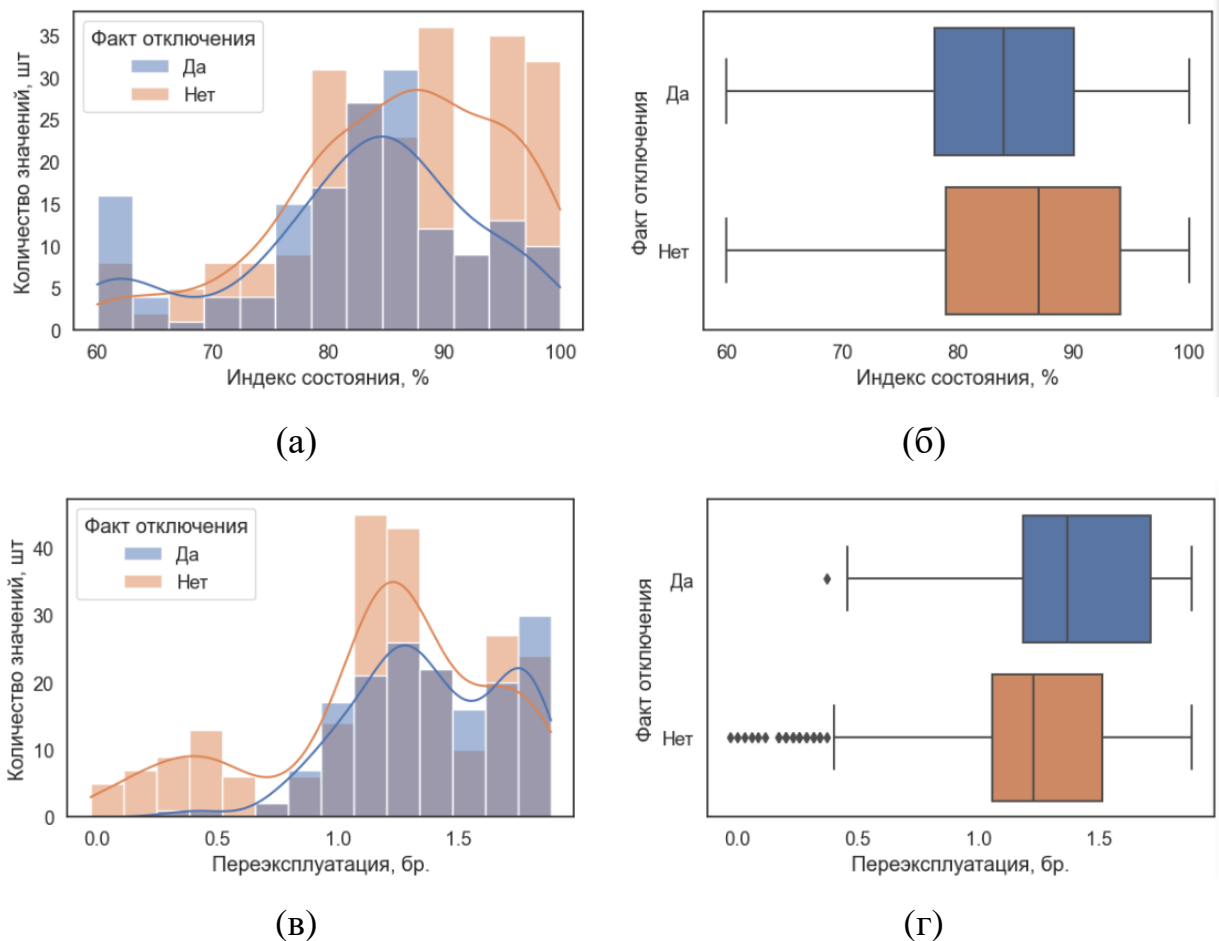 Количество значений, шт
35
30
25
20
15
10
5
0
Факт отключения
Да
Нет
60
70
80
90
100
Индекс состояния, %
(а)
Факт отключения
Да
Нет
60
70
80
90
100
Индекс состояния, %
(б)
Количество значений, шт
40
30
20
10
0
Факт отключения
Да
Нет
0.0
0.5
1.0
1.5
Переэксплуатация, бр.
(в)
Факт отключения
Да
Нет
0.0
0.5
1.0
1.5
Переэксплуатация, бр.
(г)